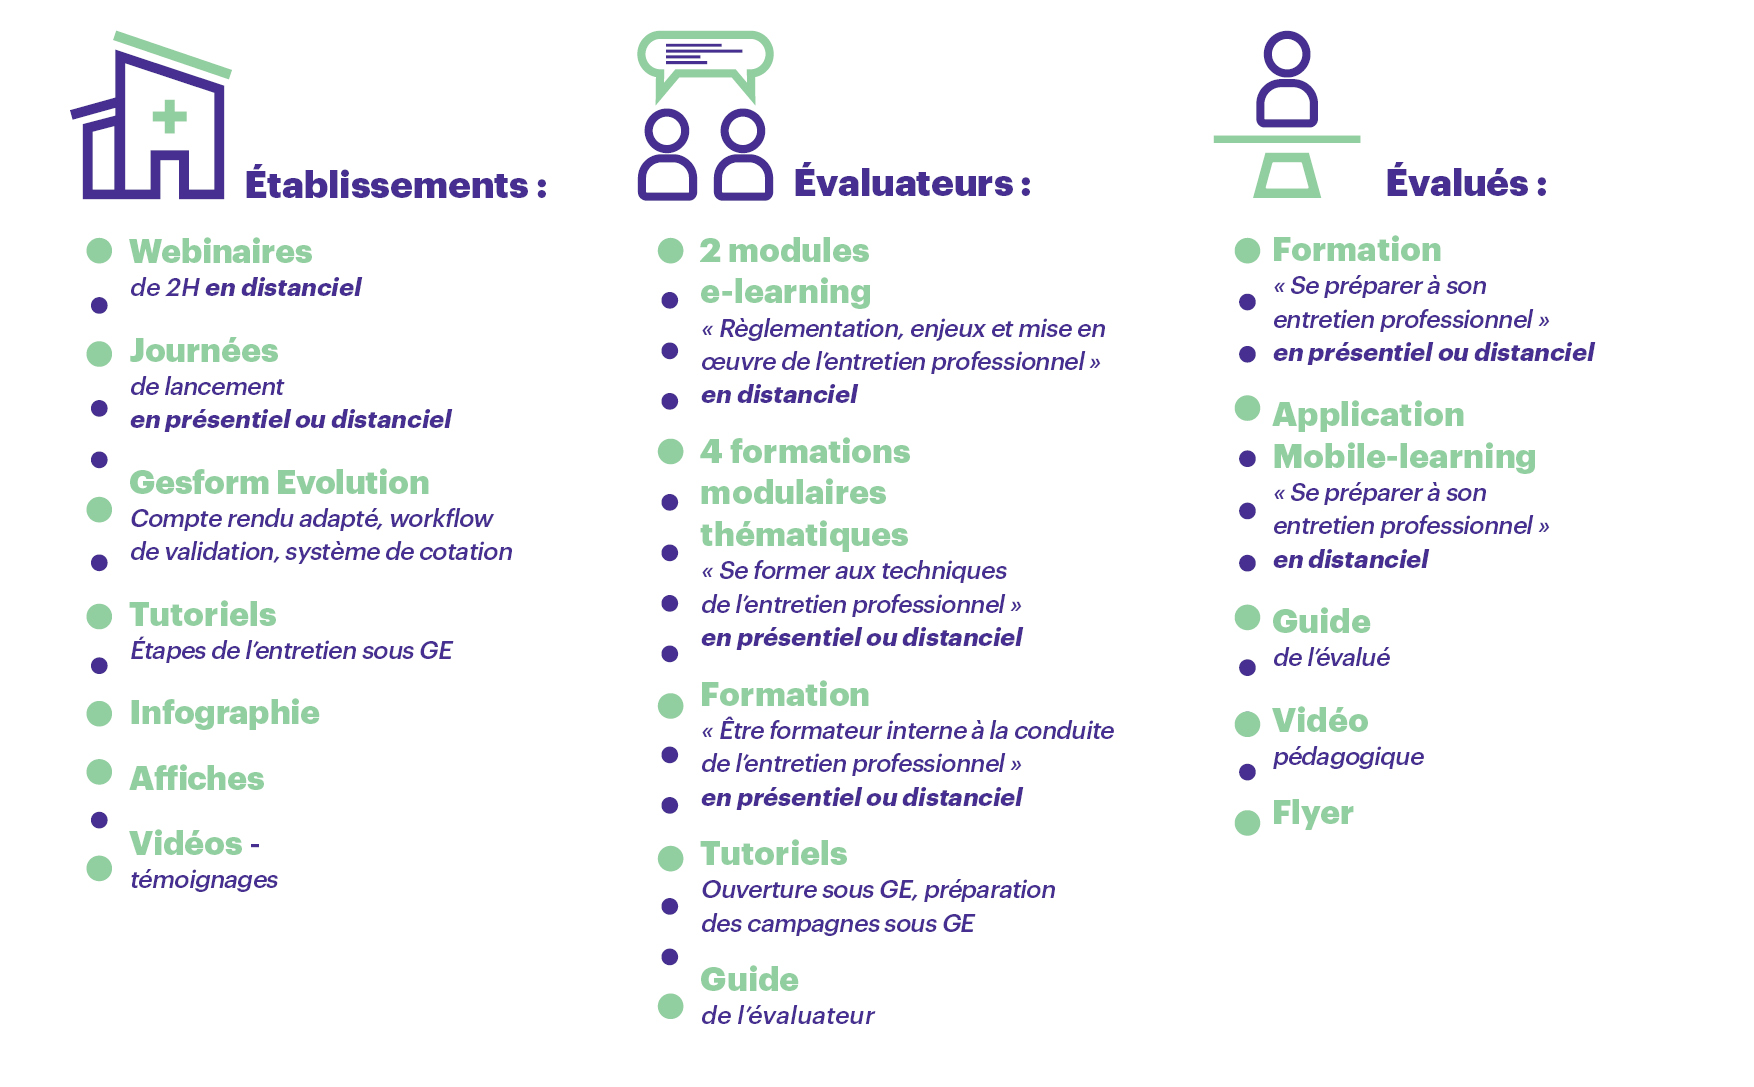 Établissements :
Webinaires
de 2H en distanciel
Journées
de lancement
en présentiel ou distanciel
Gesform Evolution
Compte rendu adapté, workflow
de validation, système de cotation
Tutoriels
Étapes de l’entretien sous GE
Infographie
Affiches
Vidéos -
témoignages
Évaluateurs :
2 modules
e-learning
« Règlementation, enjeux et mise en
œuvre de l’entretien professionnel »
en distanciel
4 formations
modulaires
thématiques
« Se former aux techniques
de l’entretien professionnel »
en présentiel ou distanciel
Formation
« Être formateur interne à la conduite
de l’entretien professionnel »
en présentiel ou distanciel
Tutoriels
Ouverture sous GE, préparation
des campagnes sous GE
Guide
de l’évaluateur
Évalués :
Formation
« Se préparer à son
entretien professionnel »
en présentiel ou distanciel
Application
Mobile-learning
« Se préparer à son
entretien professionnel »
en distanciel
Guide
de l’évalué
Vidéo
pédagogique
Flyer